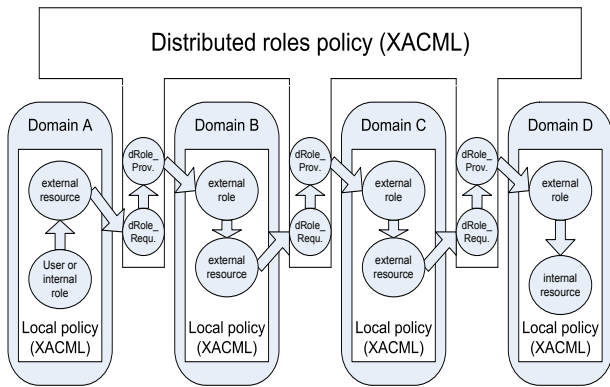 Distributed roles policy (XACML)
Domain A
external
resource
User or
internal
role
Local policy
(XACML)
dRole_
Prov.
dRole_
Requ.
Domain B
external
role
external
resource
Local policy
(XACML)
dRole_
Prov.
dRole_
Requ.
Domain C
external
role
external
resource
Local policy
(XACML)
dRole_
Prov.
dRole_
Requ.
Domain D
external
role
internal
resource
Local policy
(XACML)